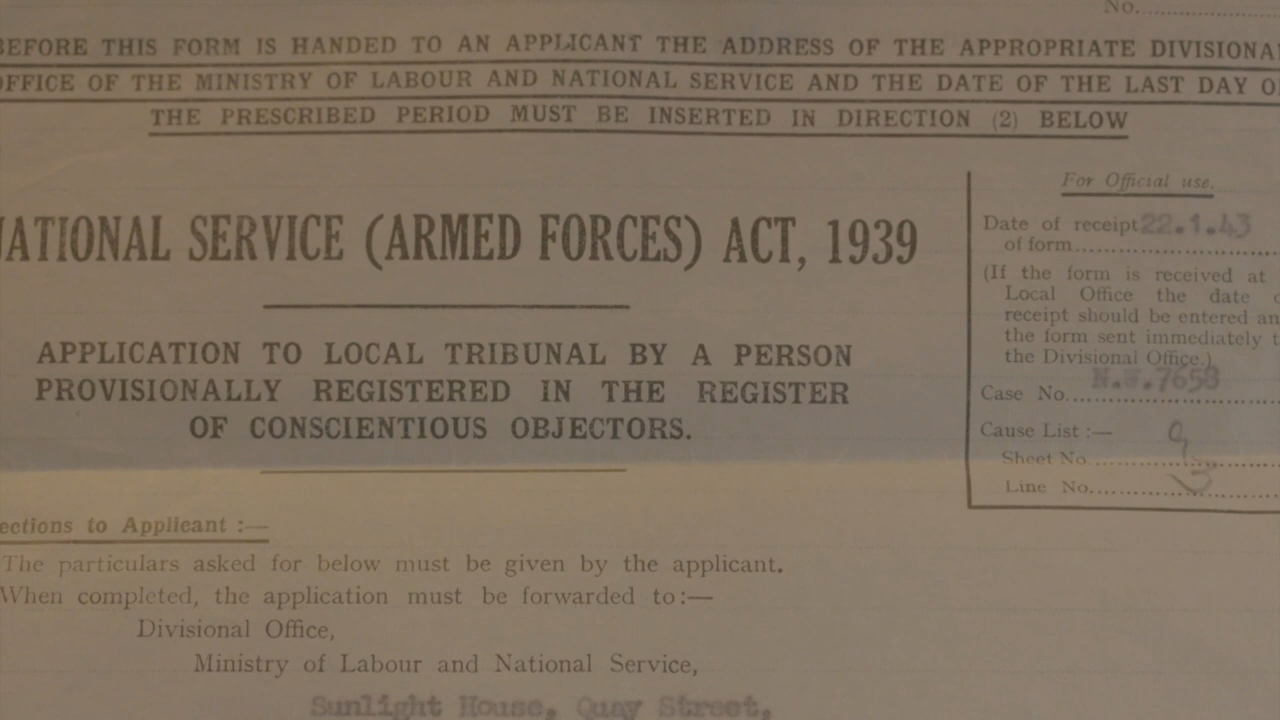 No.
BEFORE THIS FORM IS HANDED TO AN APPLICANT THE ADDRESS OF THE APPROPRIATE DIVISIONAL
OFFICE OF THE MINISTRY OF LABOUR AND NATIONAL SERVICE AND THE DATE OF THE LAST DAY O
THE PRESCRIBED PERIOD MUST BE INSERTED IN DIRECTION (2) BELOW
NATIONAL SERVICE (ARMED FORCES) ACT, 1939
APPLICATION TO LOCAL TRIBUNAL BY A PERSON
PROVISIONALLY REGISTERED IN THE REGISTER
OF CONSCIENTIOUS OBJECTORS.
For Official use.
Date of receipt 22.1.43
of form
(If the form is received at
Local Office the date
receipt should be entered an
the form sent immediately t
the Divisional Office.)
Case No. N.W.7658
Cause List :—
Sheet No. 9
Line No. 3
ections to Applicant :—
The particulars asked for below must be given by the applicant.
When completed, the application must be forwarded to:—
Divisional Office,
Ministry of Labour and National Service,
Sunlight House, Quay Street,